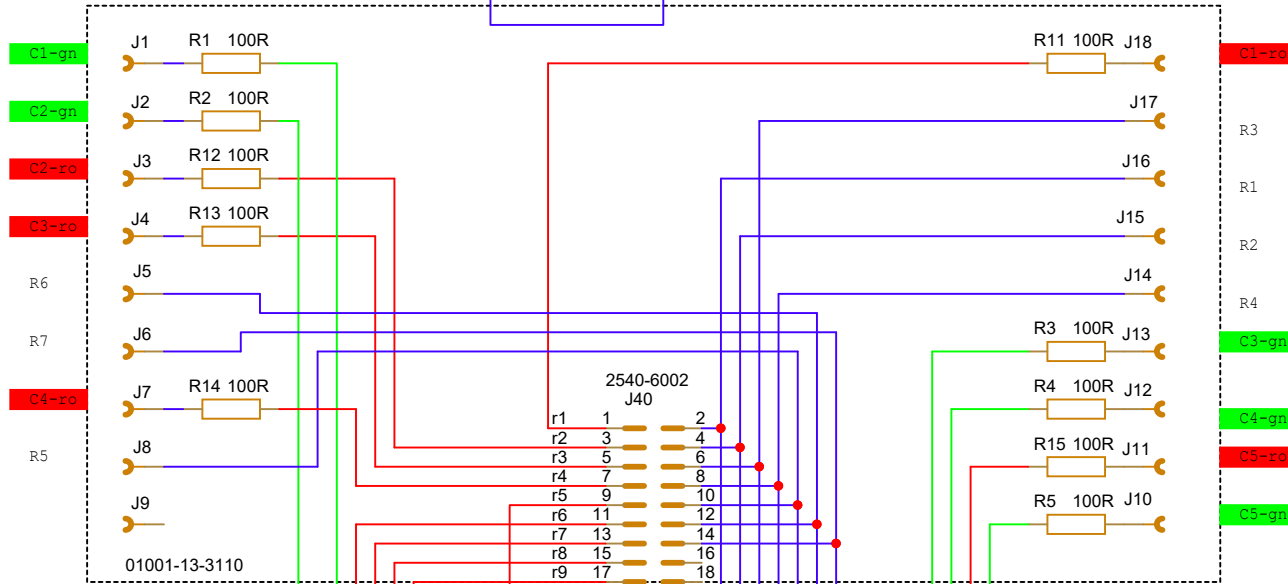 J1 R1 100R R11 100R J18
C1-gn C1-ro
J2 R2 100R J17
C2-gn R3
J3 R12 100R J16
C2-ro R1
J4 R13 100R J15
C3-ro R2
J5 J14
R6 R4
J6 R3 100R J13
R7 C3-gn
2540-6002
J7 R14 100R J40 R4 100R J12
C4-ro C4-gn
r1 1 2
r2 3 4
J8 R15 100R J11
R5 C5-ro
r3 5 6
r4 7 8
J9 R5 100R J10
C5-gn
r5 9 10
r6 11 12
r7 13 14
r8 15 16
01001-13-3110
r9 17 18